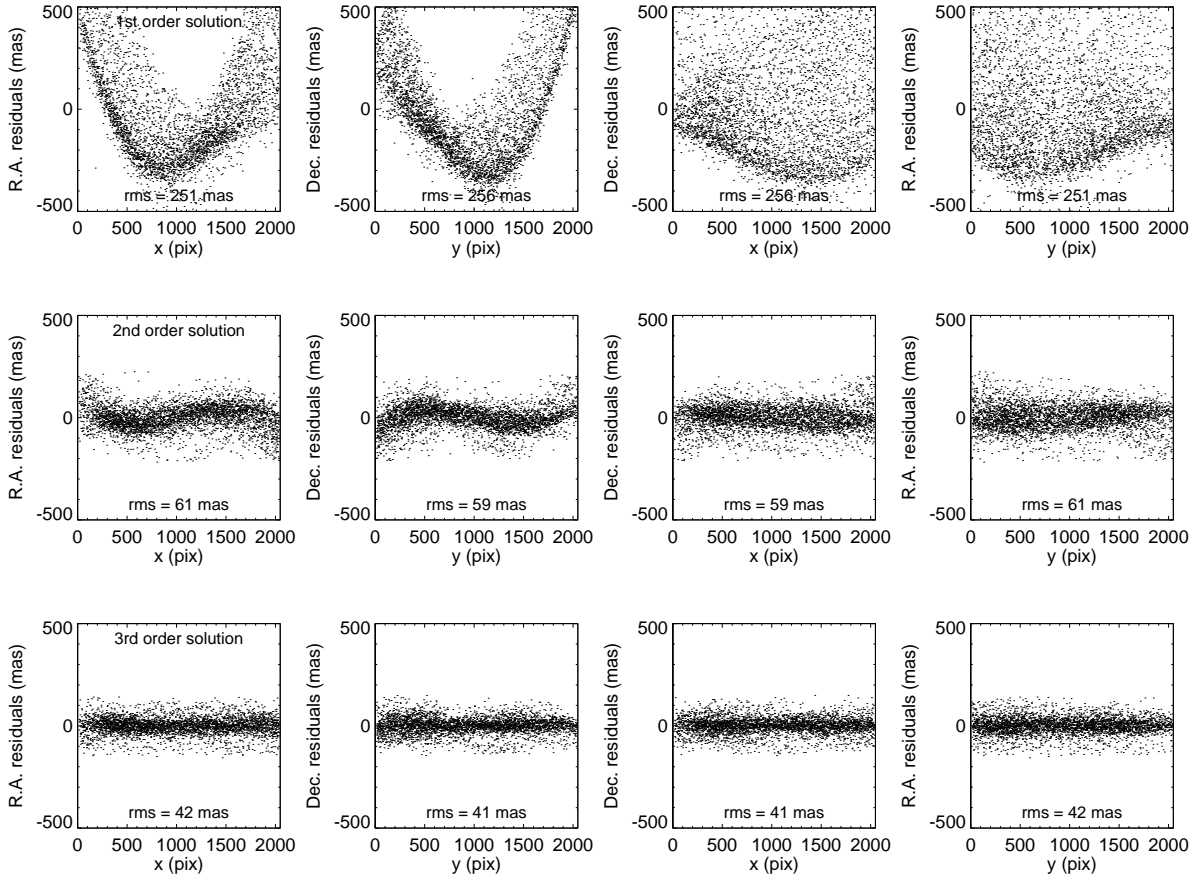 1st order solution
R.A. residuals (mas)
500
0
-500
rms = 251 mas
0 500 1000 1500 2000
x (pix)
Dec. residuals (mas)
500
0
-500
rms = 256 mas
0 500 1000 1500 2000
y (pix)
Dec. residuals (mas)
500
0
-500
rms = 256 mas
0 500 1000 1500 2000
x (pix)
R.A. residuals (mas)
500
0
-500
rms = 251 mas
0 500 1000 1500 2000
y (pix)
2nd order solution
R.A. residuals (mas)
500
0
-500
rms = 61 mas
0 500 1000 1500 2000
x (pix)
Dec. residuals (mas)
500
0
-500
rms = 59 mas
0 500 1000 1500 2000
y (pix)
Dec. residuals (mas)
500
0
-500
rms = 59 mas
0 500 1000 1500 2000
x (pix)
R.A. residuals (mas)
500
0
-500
rms = 61 mas
0 500 1000 1500 2000
y (pix)
3rd order solution
R.A. residuals (mas)
500
0
-500
rms = 42 mas
0 500 1000 1500 2000
x (pix)
Dec. residuals (mas)
500
0
-500
rms = 41 mas
0 500 1000 1500 2000
y (pix)
Dec. residuals (mas)
500
0
-500
rms = 41 mas
0 500 1000 1500 2000
x (pix)
R.A. residuals (mas)
500
0
-500
rms = 42 mas
0 500 1000 1500 2000
y (pix)